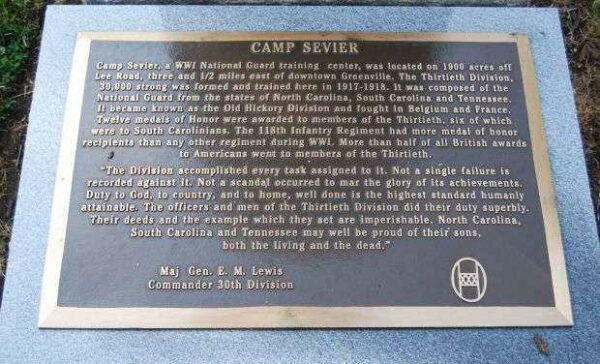 CAMP SEVIER
Camp Sevier, a WWI National Guard training center, was located on 1900 acres off
Lee Road, three and 1/2 miles east of downtown Greenville. The Thirtieth Division,
30,000 strong was formed and trained here in 1917-1918. It was composed of the
National Guard from the states of North Carolina, South Carolina and Tennessee.
It became known as the Old Hickory Division and fought in Belgium and France.
Twelve medals of Honor were awarded to members of the Thirtieth, six of which
were to South Carolinians. The 118th Infantry Regiment had more medal of honor
recipients than any other regiment during WWI. More than half of all British awards
to Americans went to members of the Thirtieth.
"The Division accomplished every task assigned to it. Not a single failure is
recorded against it. Not a scandal occurred to mar the glory of its achievements.
Duty to God, to country, and to home, well done is the highest standard humanly
attainable. The officers and men of the Thirtieth Division did their duty superbly.
Their deeds and the example which they set are imperishable. North Carolina,
South Carolina and Tennessee may well be proud of their sons,
both the living and the dead."
Maj Gen. E. M. Lewis
Commander 30th Division